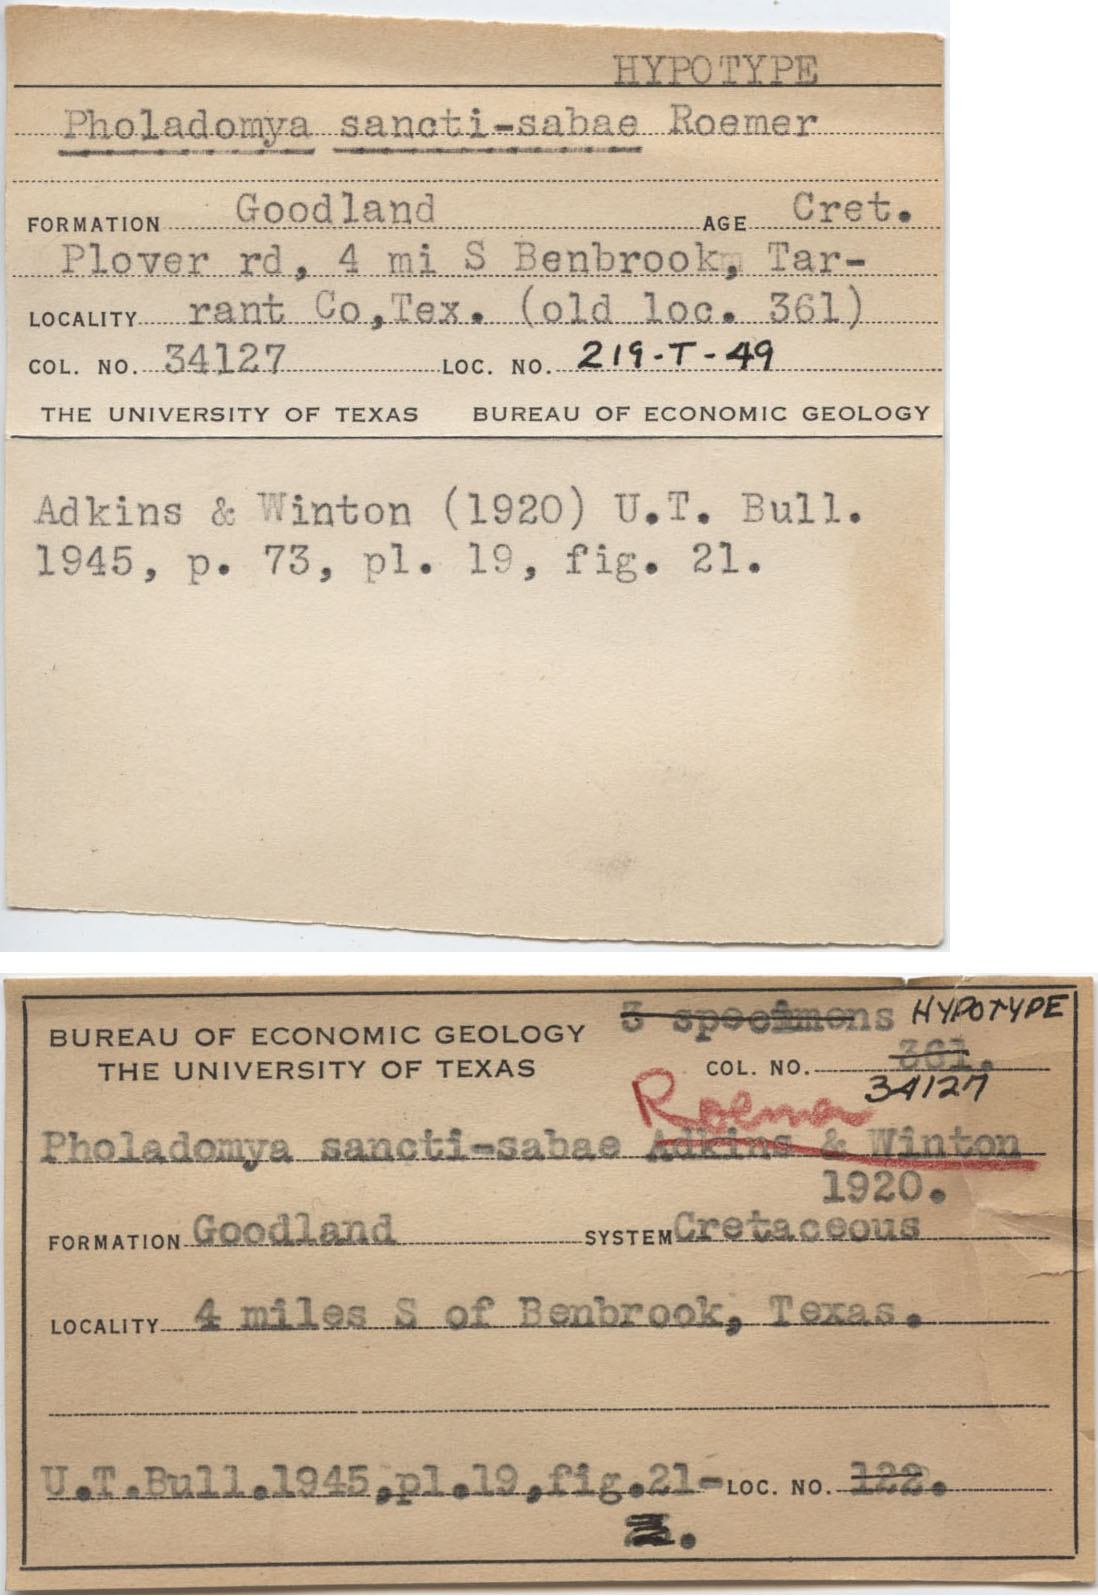 HYPOTYPE
Pholadomya sancti-sabae Roemer
FORMATION Goodland AGE Cret.
Plover rd, 4 mi S Benbrook, Tar-
LOCALITY rant Co,Tex. (old loc. 361)
COL. NO. 34127 LOC. NO. 219-T-49
THE UNIVERSITY OF TEXAS BUREAU OF ECONOMIC GEOLOGY
Adkins & Winton (1920) U.T. Bull.
1945, p. 73, pl. 19, fig. 21.
3 specimens HYPOTYPE
BUREAU OF ECONOMIC GEOLOGY
THE UNIVERSITY OF TEXAS
COL. NO. 361.
34127
Roemer
Pholadomya sancti-sabae Adkins & Winton
1920.
FORMATION Goodland SYSTEM Cretaceous
LOCALITY 4 miles S of Benbrook, Texas.
U.T.Bull.1945,pl.19,fig.21- LOC. NO. 122.